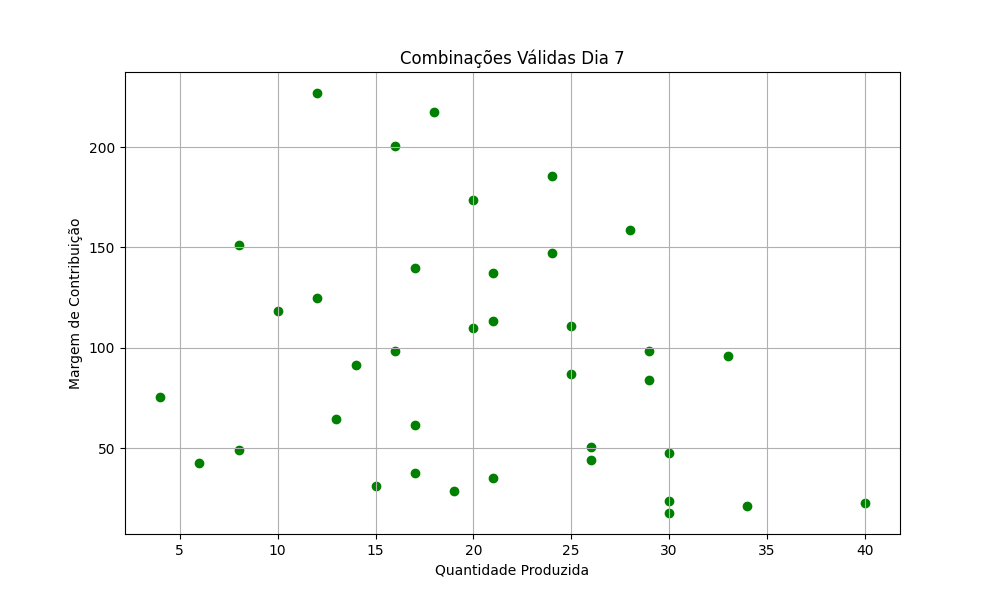 Combinações Válidas Dia 7
Margem de Contribuição
200
150
100
50
5 10 15 20 25 30 35 40
Quantidade Produzida